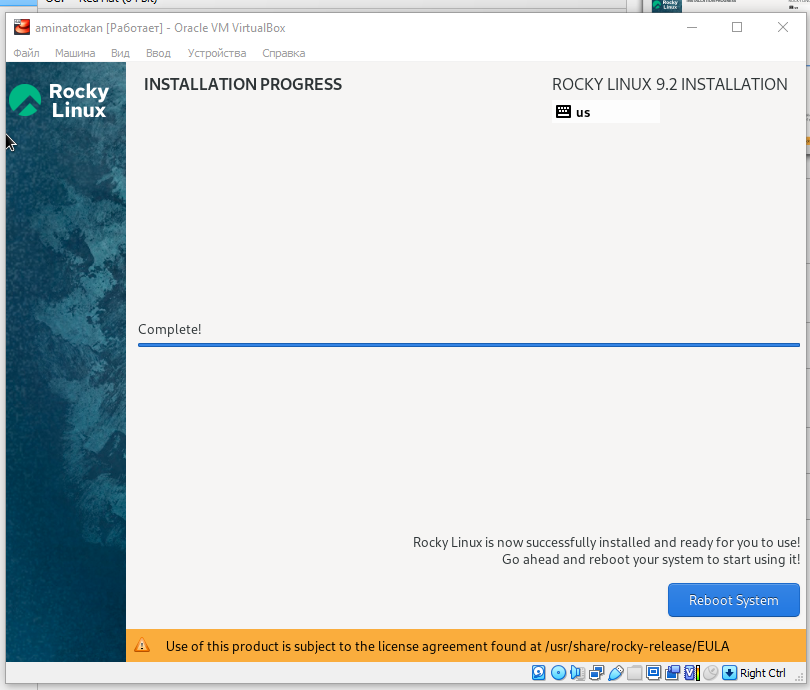 aminatozkan [Работает] - Oracle VM VirtualBox
Файл Машина Вид Ввод Устройства Справка
Rocky
Linux
INSTALLATION PROGRESS
ROCKY LINUX 9.2 INSTALLATION
us
Complete!
Rocky Linux is now successfully installed and ready for you to use!
Go ahead and reboot your system to start using it!
Reboot System
Use of this product is subject to the license agreement found at /usr/share/rocky-release/EULA
Right Ctrl